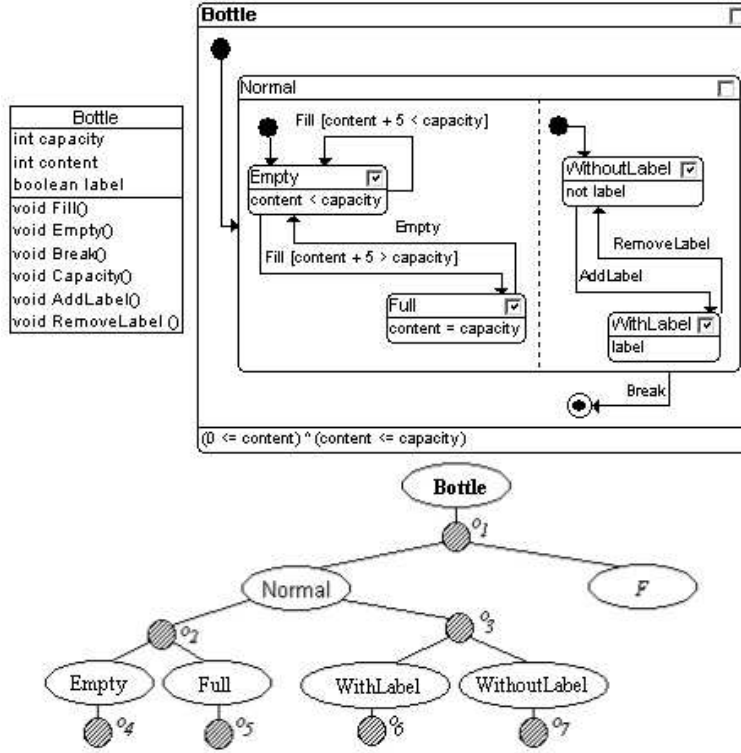 Bottle
Normal
Fill [content + 5 < capacity]
Bottle
int capacity
int content
boolean label
void Fill()
void Empty()
void Break()
void Capacity()
void AddLabel()
void RemoveLabel ()
Empty
content < capacity
WithoutLabel
not label
Empty
Fill [content + 5 > capacity]
RemoveLabel
AddLabel
Full
content = capacity
WithLabel
label
Break
(0 <= content) ^ (content <= capacity)
Bottle
o1
Normal
F
o2
o3
Empty
Full
WithLabel
WithoutLabel
o4
o5
o6
o7